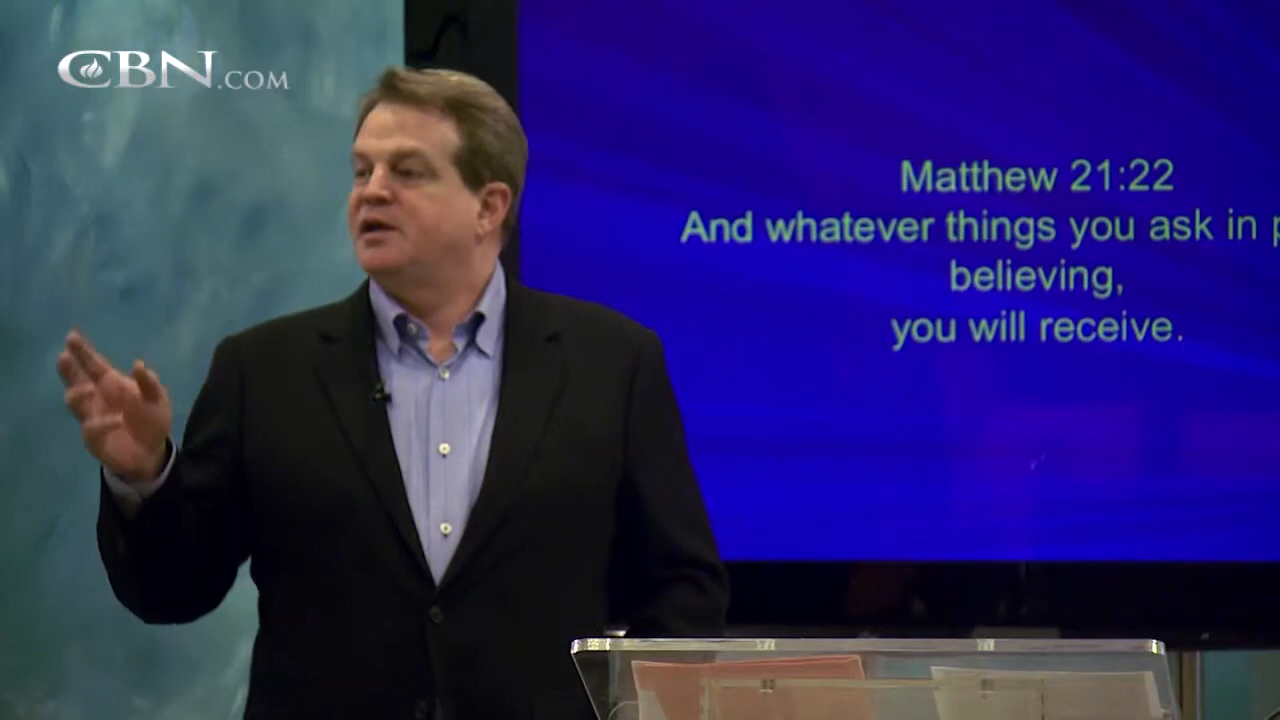 CBN.COM
Matthew 21:22
And whatever things you ask in
believing,
you will receive.